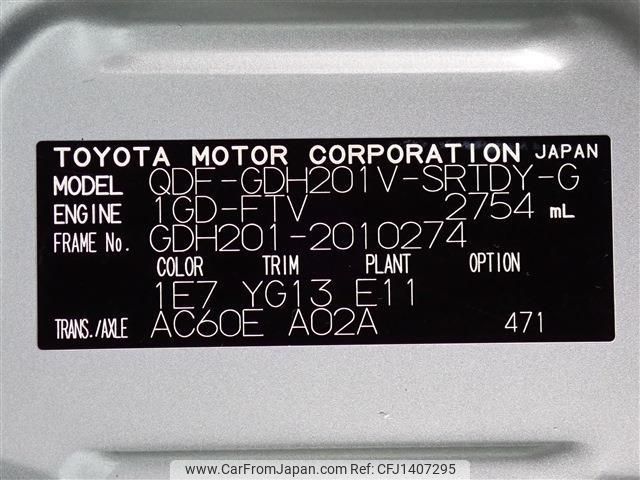 TOYOTA MOTOR CORPORATION JAPAN
MODEL QDF-GDH201V-SRTDY-G
ENGINE 1GD-FTV 2754 mL
FRAME No. GDH201-2010274
COLOR TRIM PLANT OPTION
1E7 YG13 E11
TRANS./AXLE AC60E A02A 471
www.CarFromJapan.com - Ref No: CFJ1407295